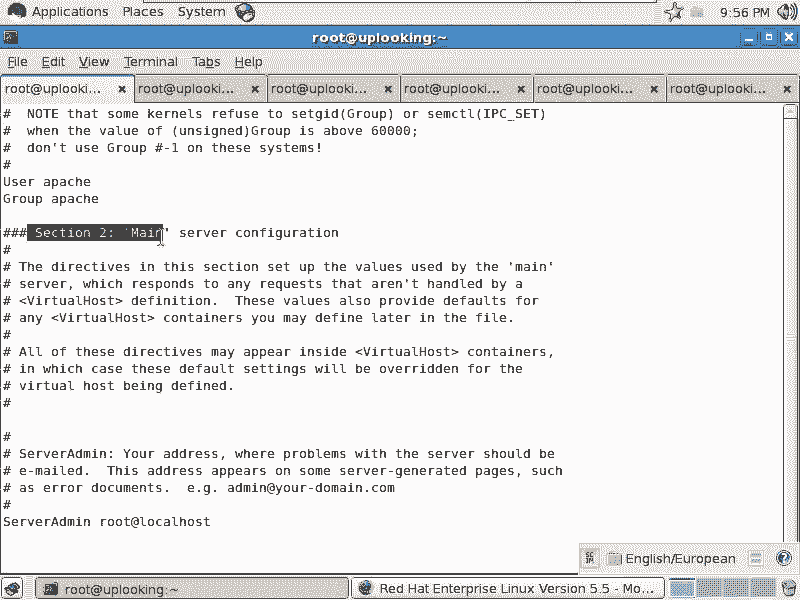 Applications Places System 9:56 PM
root@uplooking:~
File Edit View Terminal Tabs Help
root@uplooki... root@uplooki... root@uplooki... root@uplooki... root@uplooki... root@uplooki...
# NOTE that some kernels refuse to setgid(Group) or semctl(IPC_SET)
# when the value of (unsigned)Group is above 60000;
# don't use Group #-1 on these systems!
#
User apache
Group apache
### Section 2: 'Main' server configuration
#
# The directives in this section set up the values used by the 'main'
# server, which responds to any requests that aren't handled by a
# <VirtualHost> definition. These values also provide defaults for
# any <VirtualHost> containers you may define later in the file.
#
# All of these directives may appear inside <VirtualHost> containers,
# in which case these default settings will be overridden for the
# virtual host being defined.
#
#
# ServerAdmin: Your address, where problems with the server should be
# e-mailed. This address appears on some server-generated pages, such
# as error documents. e.g. admin@your-domain.com
#
ServerAdmin root@localhost
English/European
root@uplooking:~ Red Hat Enterprise Linux Version 5.5 - Mo...